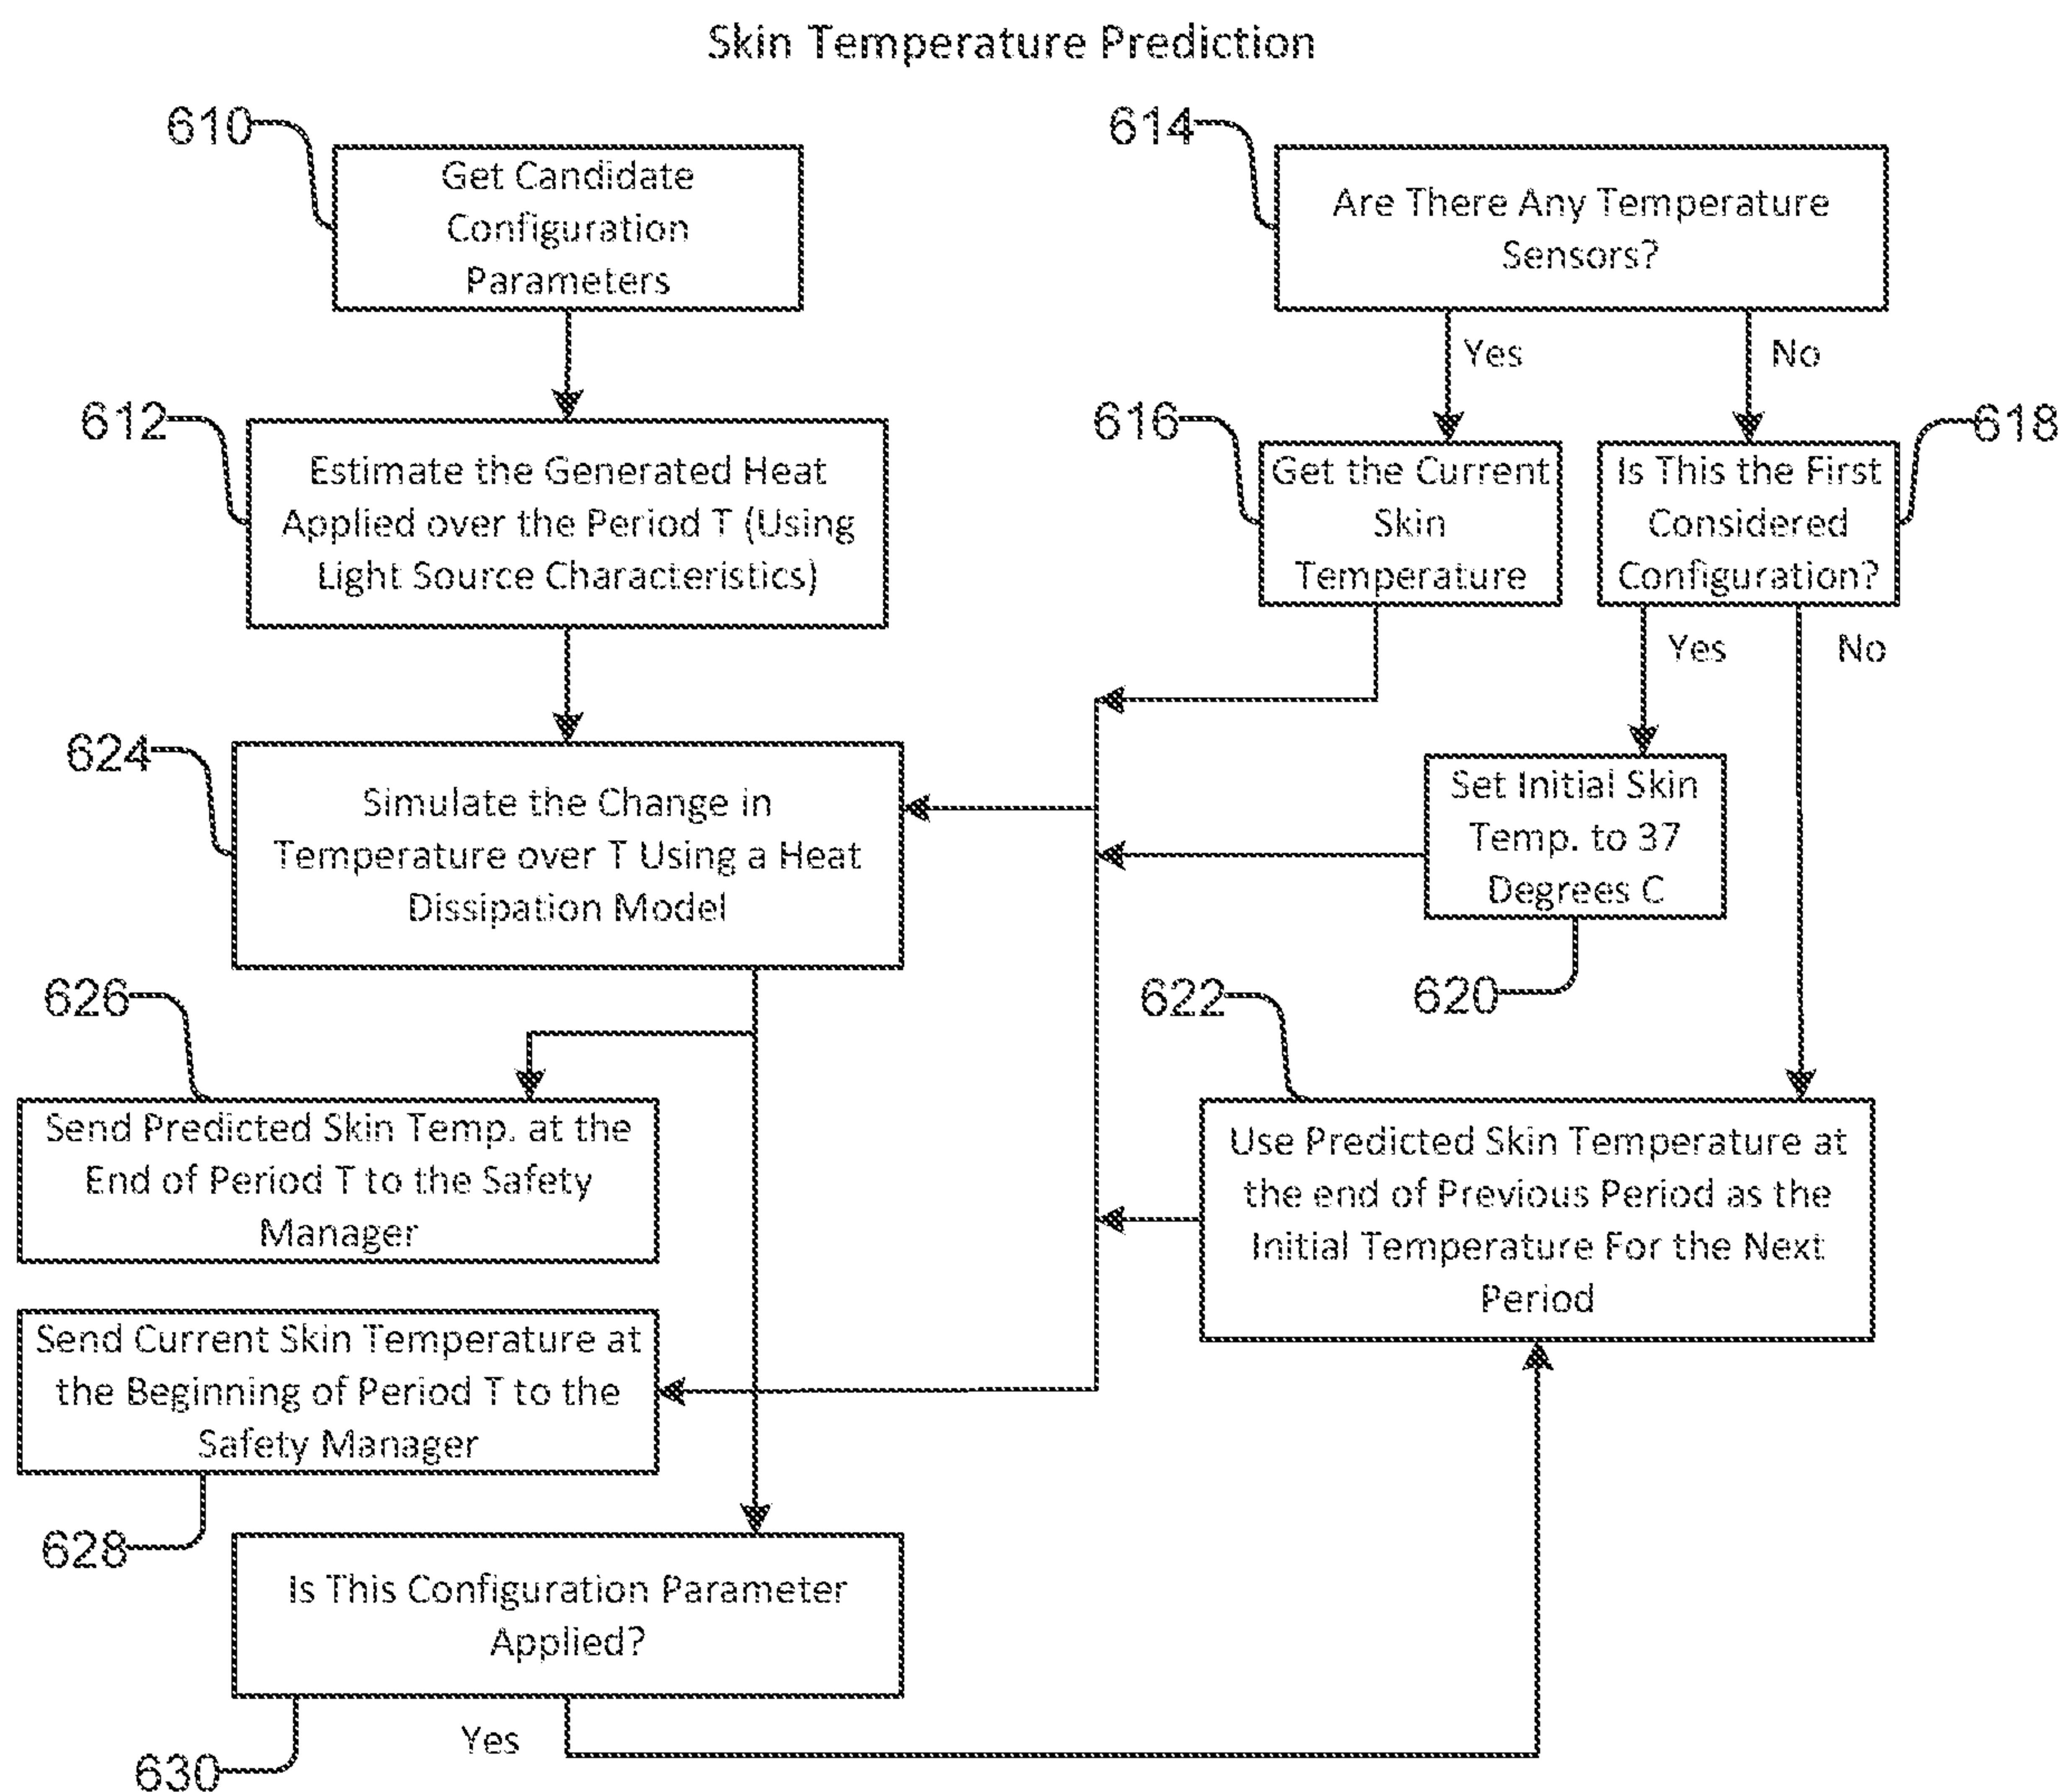 Skin Temperature Prediction
610
Get Candidate
Configuration
Parameters
614
Are There Any Temperature
Sensors?
Yes
No
612
Estimate the Generated Heat
Applied over the Period T (Using
Light Source Characteristics)
616
Get the Current
Skin
Temperature
618
Is This the First
Considered
Configuration?
Yes
No
624
Simulate the Change in
Temperature over T Using a Heat
Dissipation Model
Set Initial Skin
Temp. to 37
Degrees C
620
626
Send Predicted Skin Temp. at the
End of Period T to the Safety
Manager
622
Use Predicted Skin Temperature at
the end of Previous Period as the
Initial Temperature For the Next
Period
Send Current Skin Temperature at
the Beginning of Period T to the
Safety Manager
628
Is This Configuration Parameter
Applied?
Yes
630